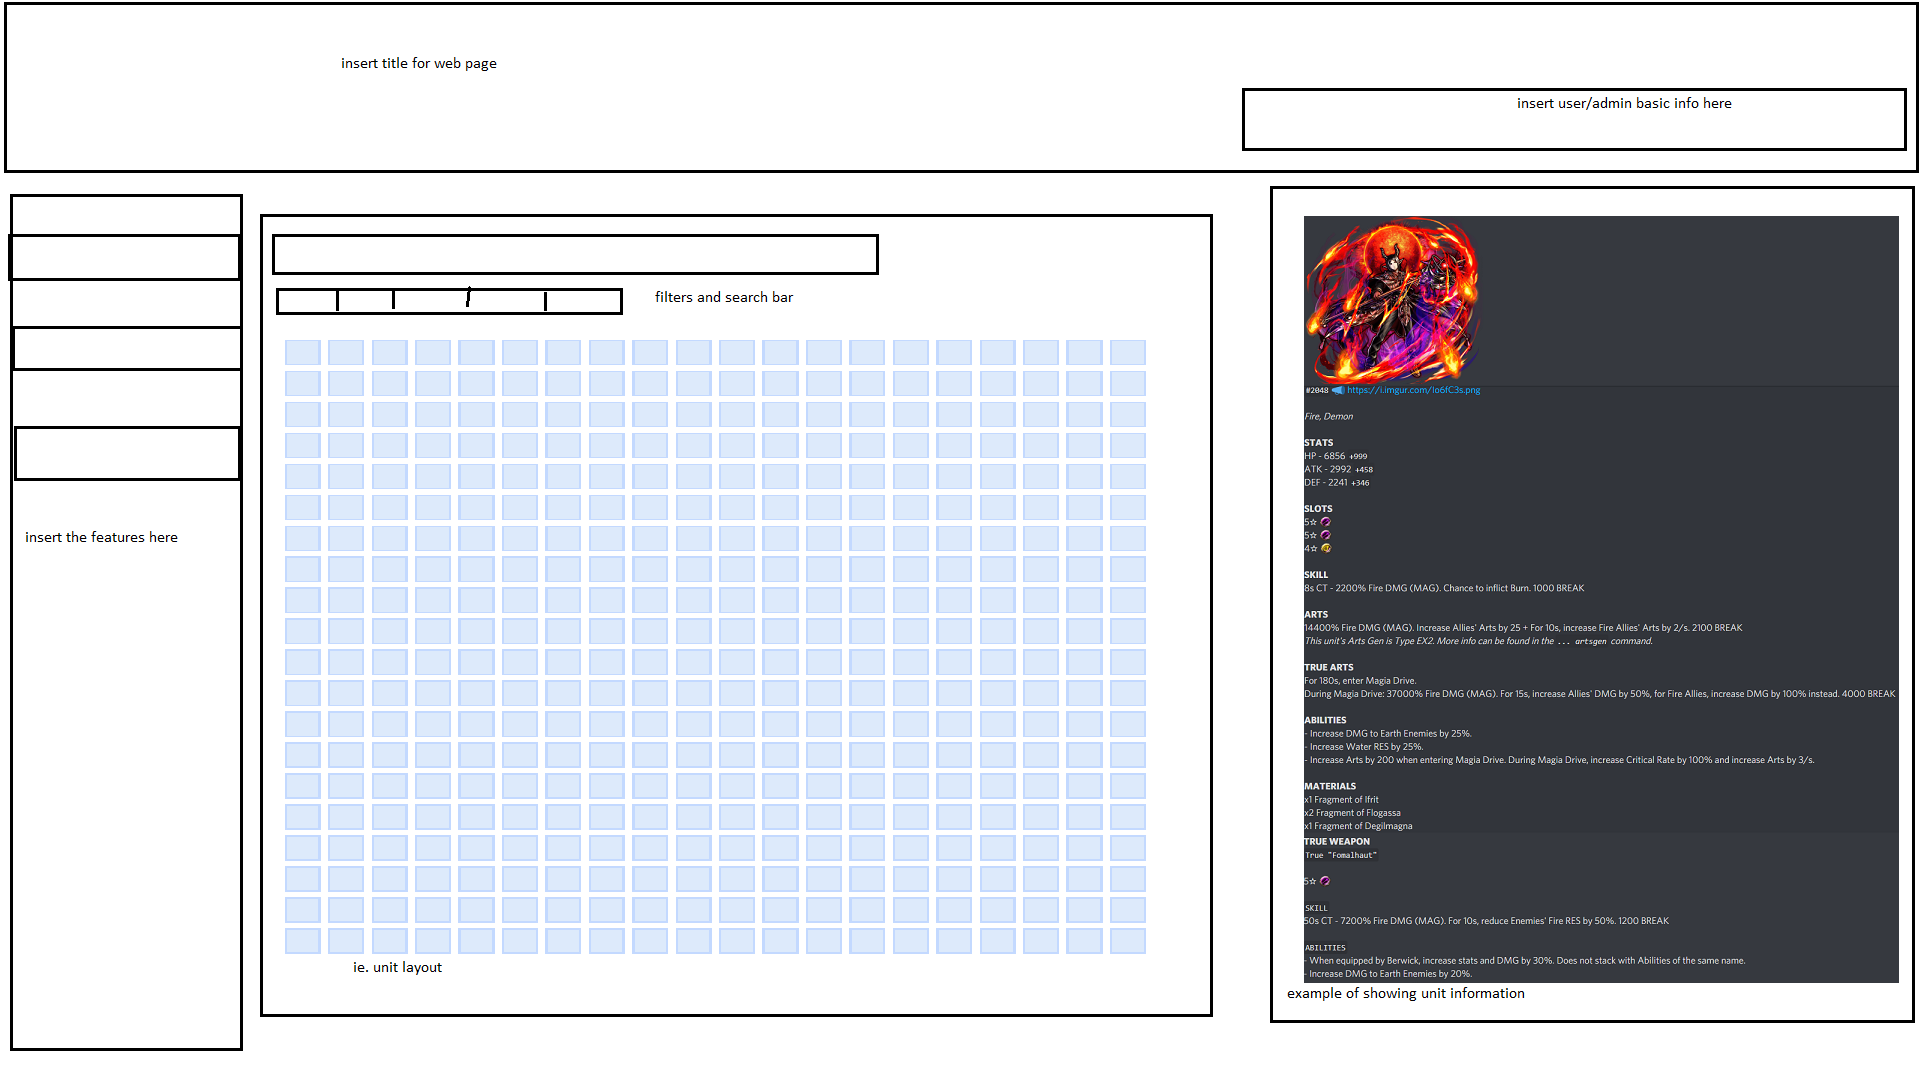 insert title for web page
insert user/admin basic info here
filters and search bar
insert the features here
ie. unit layout
#2048 https://i.imgur.com/Io6fC3s.png
Fire, Demon
STATS
HP - 6856 +999
ATK - 2992 +458
DEF - 2241 +346
SLOTS
5☆
5☆
4☆
SKILL
8s CT - 2200% Fire DMG (MAG). Chance to inflict Burn. 1000 BREAK
ARTS
14400% Fire DMG (MAG). Increase Allies' Arts by 25 + For 10s, increase Fire Allies' Arts by 2/s. 2100 BREAK
This unit's Arts Gen is Type EX2. More info can be found in the ... artsgen command.
TRUE ARTS
For 180s, enter Magia Drive.
During Magia Drive: 37000% Fire DMG (MAG). For 15s, increase Allies' DMG by 50%, for Fire Allies, increase DMG by 100% instead. 4000 BREAK
ABILITIES
- Increase DMG to Earth Enemies by 25%.
- Increase Water RES by 25%.
- Increase Arts by 200 when entering Magia Drive. During Magia Drive, increase Critical Rate by 100% and increase Arts by 3/s.
MATERIALS
x1 Fragment of Ifrit
x2 Fragment of Flogassa
x1 Fragment of Degilmagna
TRUE WEAPON
True "Fomalhaut"
5☆
SKILL
50s CT - 7200% Fire DMG (MAG). For 10s, reduce Enemies' Fire RES by 50%. 1200 BREAK
ABILITIES
- When equipped by Berwick, increase stats and DMG by 30%. Does not stack with Abilities of the same name.
- Increase DMG to Earth Enemies by 20%.
example of showing unit information